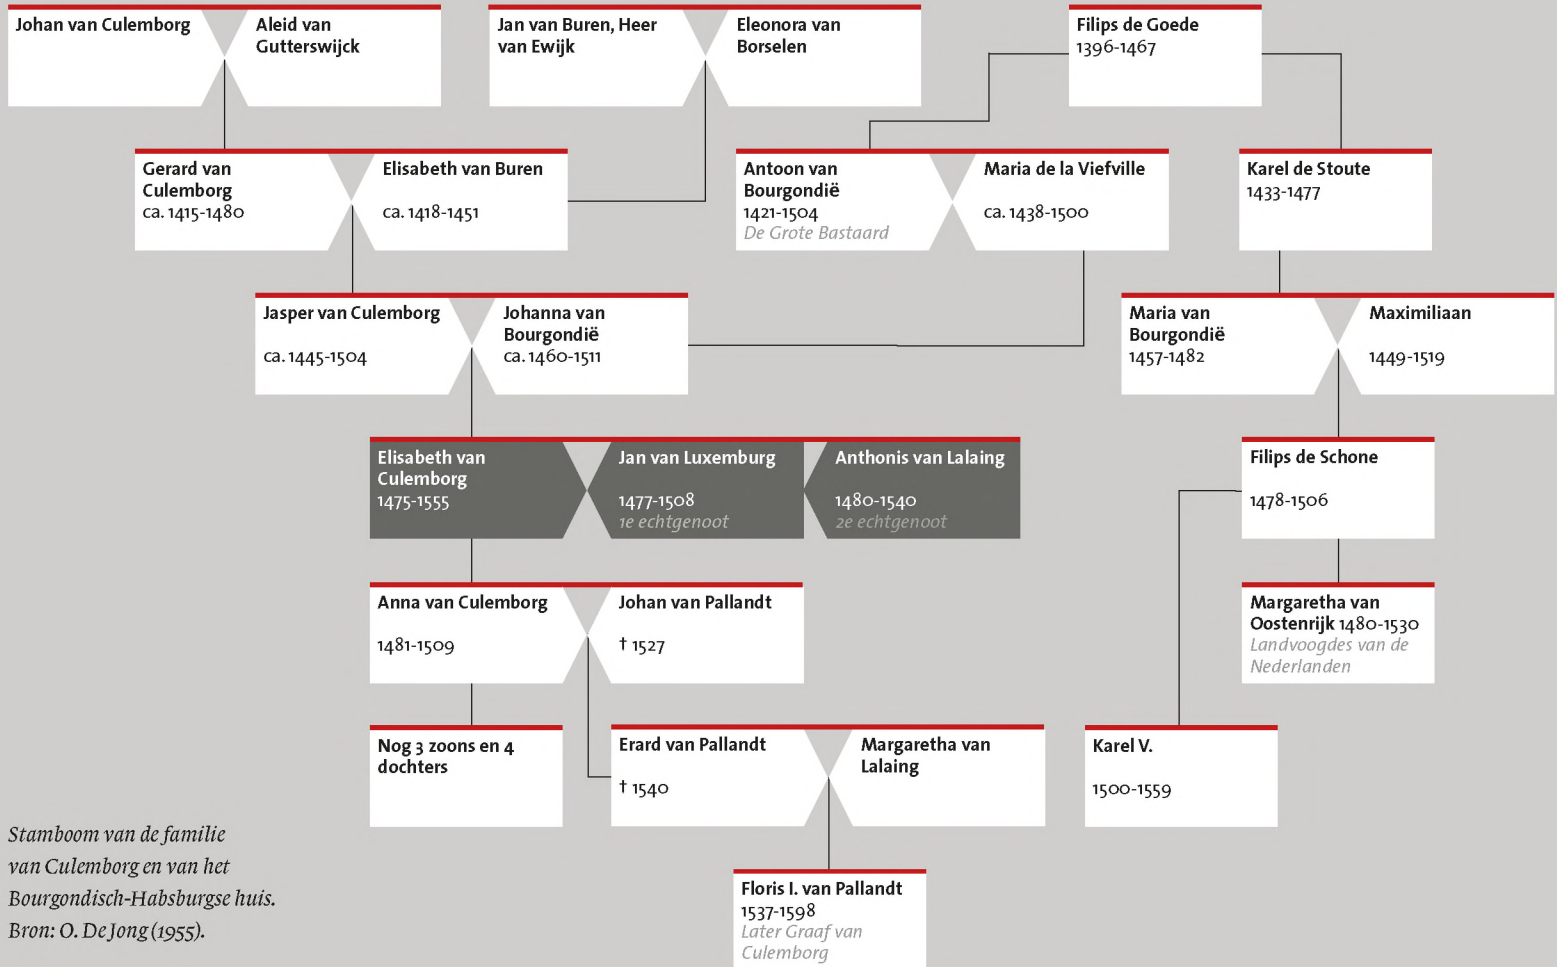 Johan van Culemborg
Aleid van
Gutterswijck
Jan van Buren, Heer
van Ewijk
Eleonora van
Borselen
Filips de Goede
1396-1467
Gerard van
Culemborg
ca. 1415-1480
Elisabeth van Buren
ca. 1418-1451
Antoon van
Bourgondië
1421-1504
De Grote Bastaard
Maria de la Viefville
ca. 1438-1500
Karel de Stoute
1433-1477
Jasper van Culemborg
ca. 1445-1504
Johanna van
Bourgondië
ca. 1460-1511
Maria van
Bourgondië
1457-1482
Maximiliaan
1449-1519
Elisabeth van
Culemborg
1475-1555
Jan van Luxemburg
1477-1508
1e echtgenoot
Anthonis van Lalaing
1480-1540
2e echtgenoot
Filips de Schone
1478-1506
Anna van Culemborg
1481-1509
Johan van Pallandt
† 1527
Margaretha van
Oostenrijk 1480-1530
Landvoogdes van de
Nederlanden
Nog 3 zoons en 4
dochters
Erard van Pallandt
† 1540
Margaretha van
Lalaing
Karel V.
1500-1559
Floris I. van Pallandt
1537-1598
Later Graaf van
Culemborg
Stamboom van de familie
van Culemborg en van het
Bourgondisch-Habsburgse huis.
Bron: O. De Jong (1955).